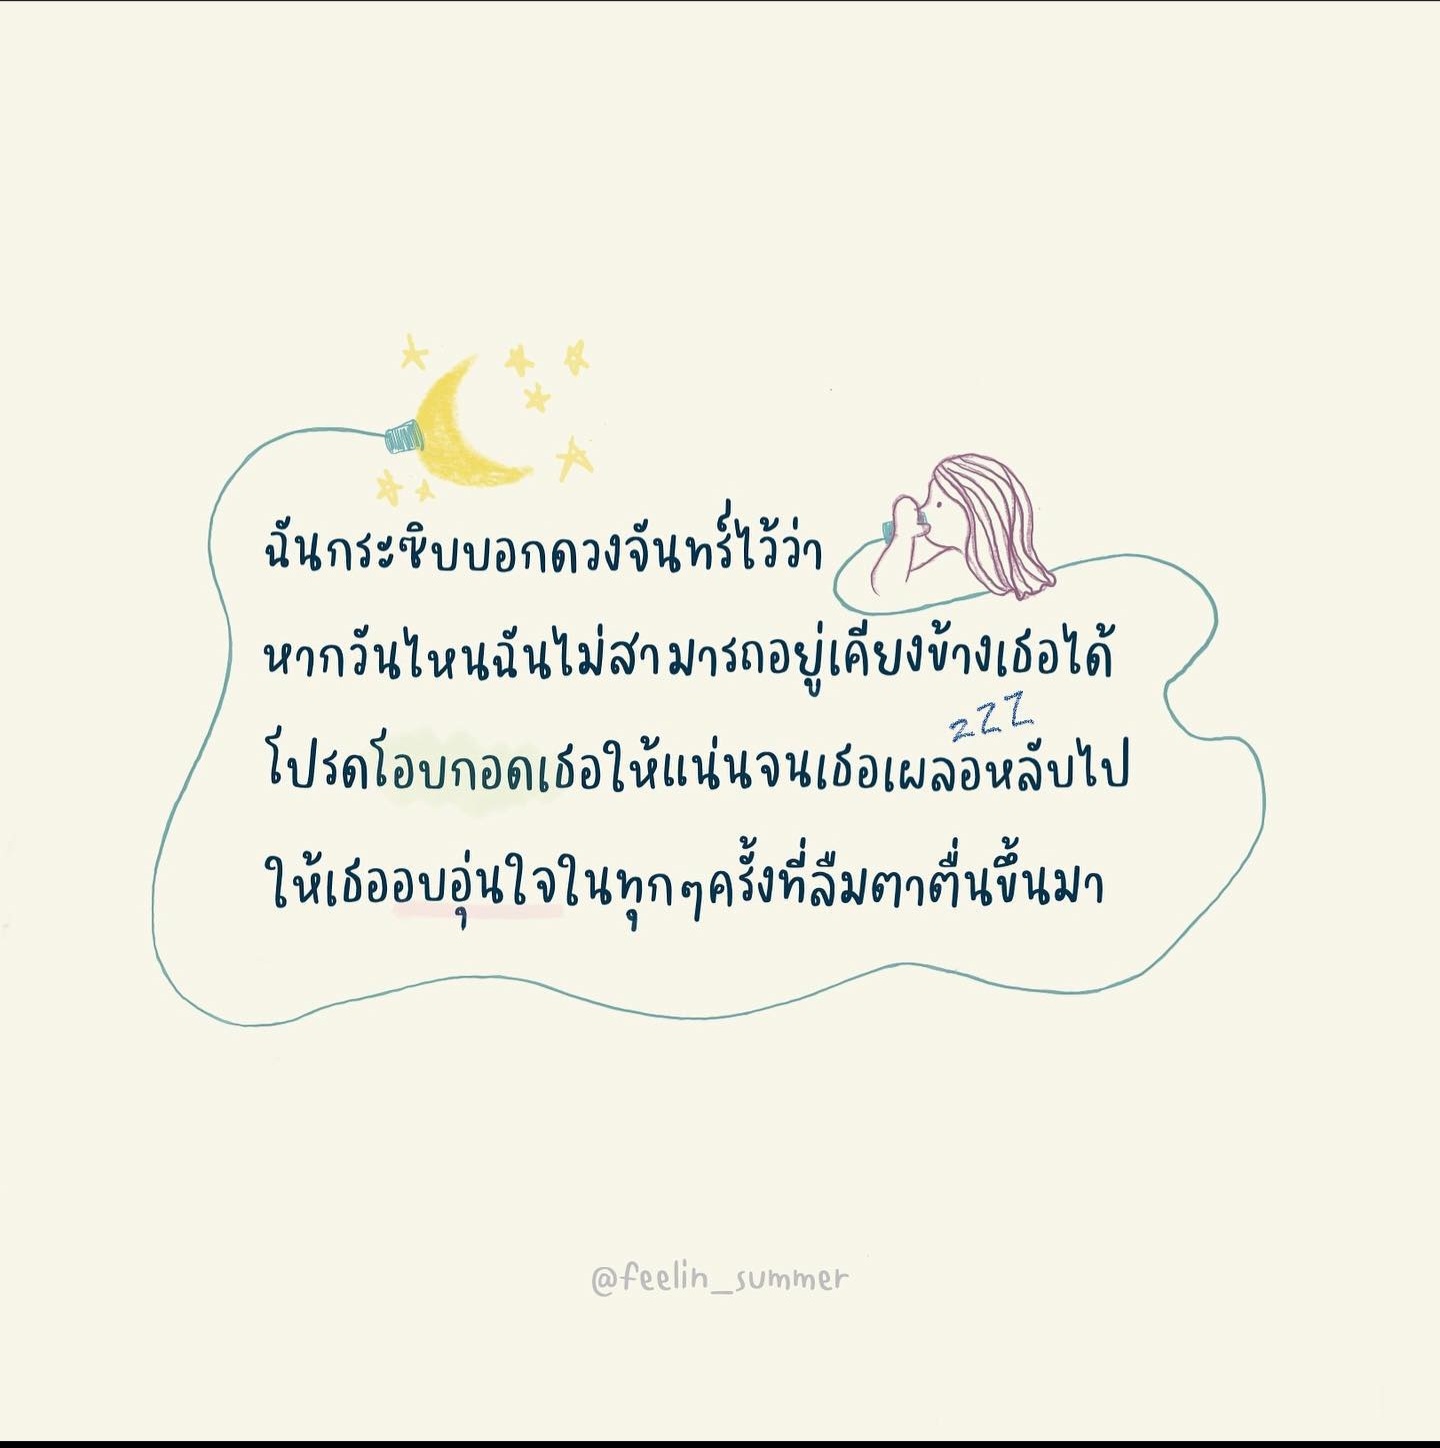 ฉันกระซิบบอกดวงจันทร์ไว้ว่า
หากวันไหนฉันไม่สามารถอยู่เคียงข้างเธอได้
zZZ
โปรดโอบกอดเธอให้แน่นจนเธอเผลอหลับไป
ให้เธออบอุ่นใจในทุกๆครั้งที่ลืมตาตื่นขึ้นมา
@feelin_summer